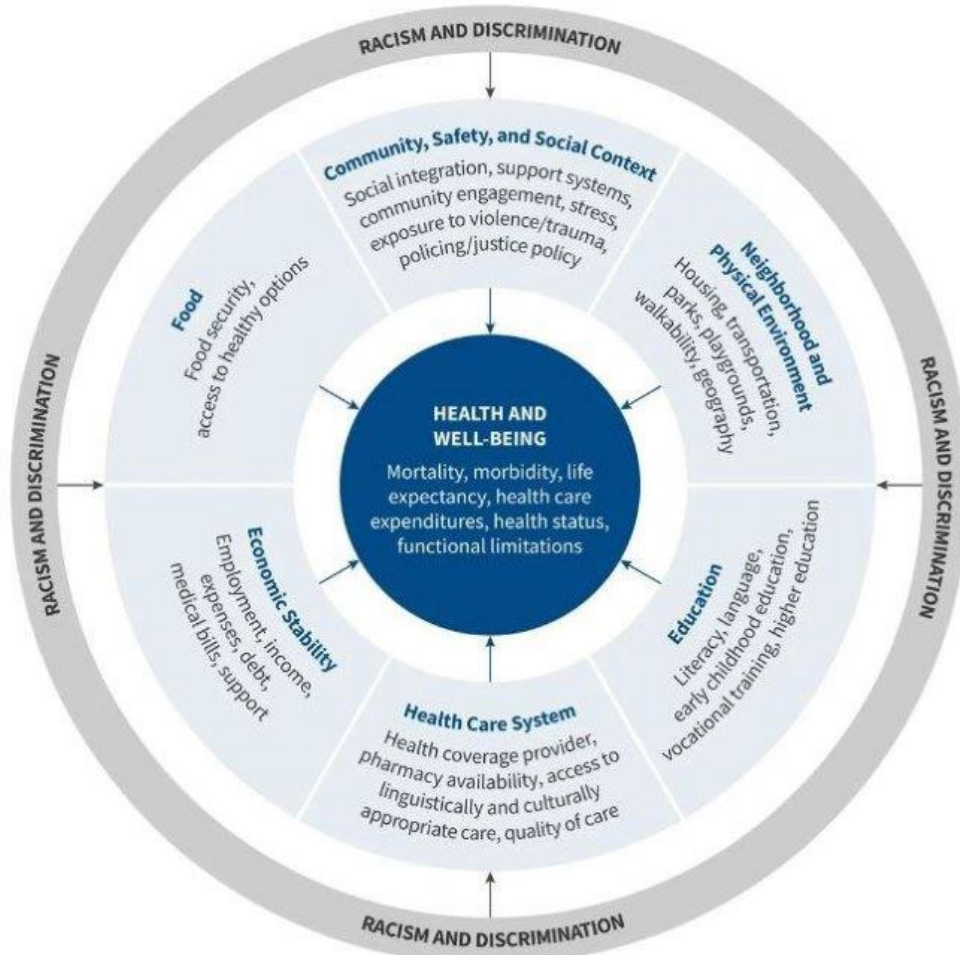 RACISM AND DISCRIMINATION
Community, Safety, and Social Context
Social integration, support systems,
community engagement, stress,
exposure to violence/trauma,
policing/justice policy
Neighborhood and
Physical Environment
Housing, transportation,
parks, playgrounds,
walkability, geography
RACISM AND DISCRIMINATION
Education
Literacy, language,
early childhood education,
vocational training, higher education
Health Care System
Health coverage provider,
pharmacy availability, access to
linguistically and culturally
appropriate care, quality of care
RACISM AND DISCRIMINATION
Economic Stability
Employment, income,
expenses, debt,
medical bills, support
RACISM AND DISCRIMINATION
Food
Food security,
access to healthy options
HEALTH AND
WELL-BEING
Mortality, morbidity, life
expectancy, health care
expenditures, health status,
functional limitations